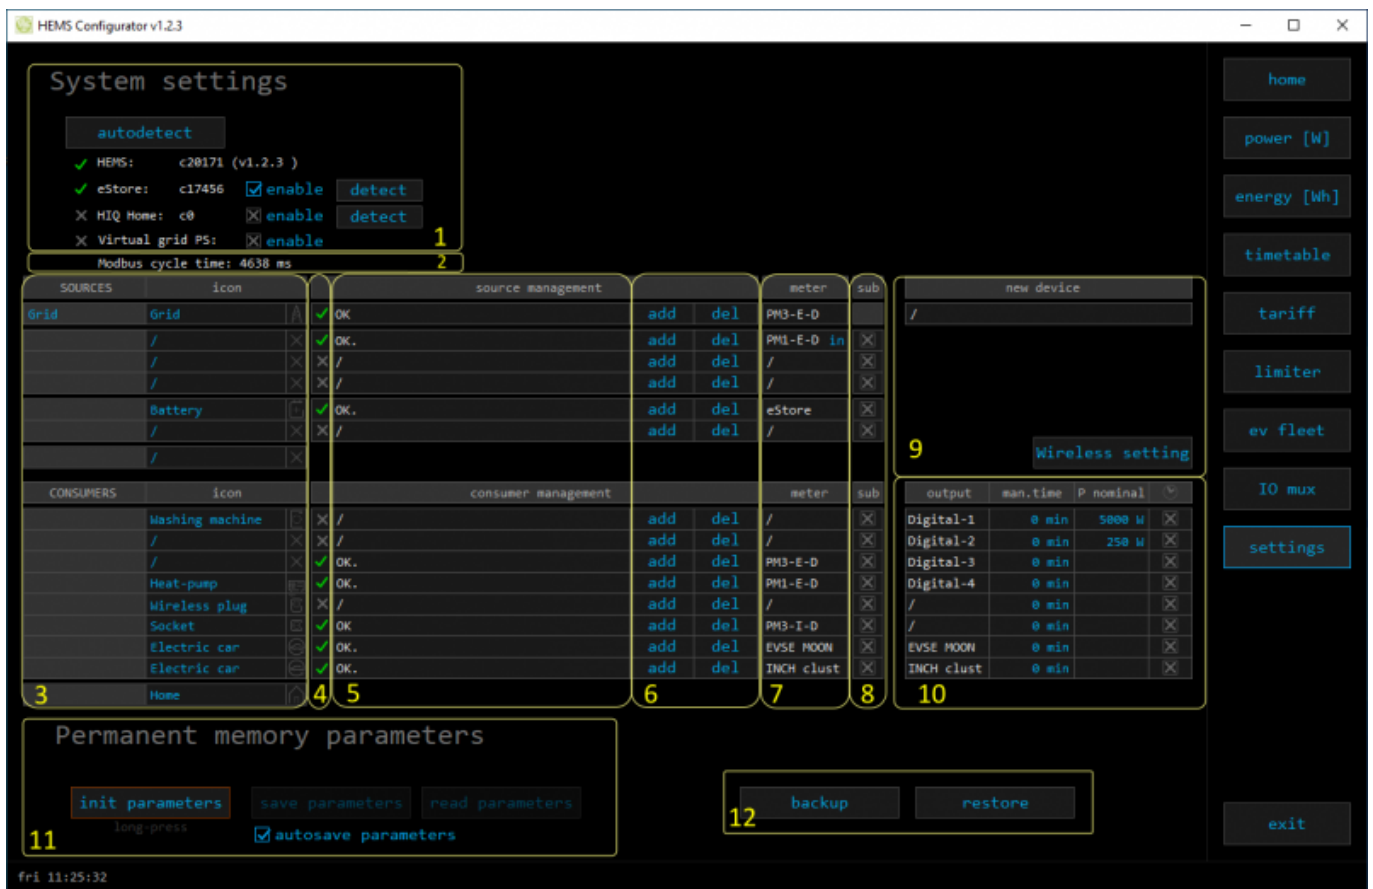 HEMS Configurator v1.2.3
System settings
home
autodetect
power [W]
HEMS: c20171 (v1.2.3 )
eStore: c17456 enable detect
energy [Wh]
HIQ Home: c0 enable detect
Virtual grid PS: enable 1
timetable
Modbus cycle time: 4638 ms 2
SOURCES icon source management meter sub new device
Grid Grid OK add del PM3-E-D /
tariff
/ OK. add del PM1-E-D in
/ / add del /
/ / add del /
limiter
Battery OK. add del eStore
/ / add del /
ev fleet
/ 9 Wireless setting
CONSUMERS icon consumer management meter sub output man.time P nominal
IO mux
Washing machine / add del / Digital-1 0 min 5000 W
/ / add del / Digital-2 0 min 250 W
settings
/ OK. add del PM3-E-D Digital-3 0 min
Heat-pump OK. add del PM1-E-D Digital-4 0 min
Wireless plug / add del / / 0 min
Socket OK add del PM3-I-D / 0 min
Electric car OK. add del EVSE MOON EVSE MOON 0 min
Electric car OK. add del INCH clust INCH clust 0 min
3 Home 4 5 6 7 8 10
Permanent memory parameters
init parameters save parameters read parameters
backup restore
12
long-press
autosave parameters
11
exit
fri 11:25:32